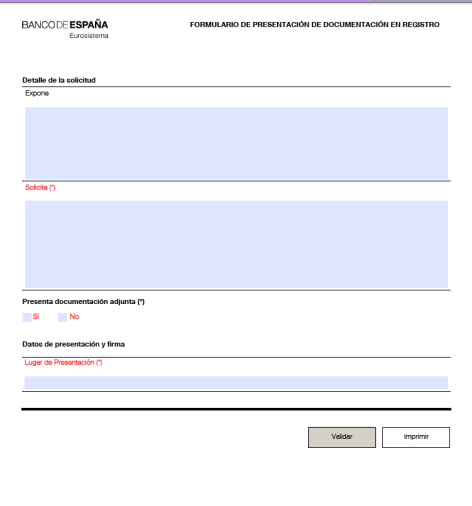 BANCO DE ESPAÑA
Eurosistema
FORMULARIO DE PRESENTACIÓN DE DOCUMENTACIÓN EN REGISTRO
Detalle de la solicitud
Expone
Solicita (*)
Presenta documentación adjunta (*)
Sí No
Datos de presentación y firma
Lugar de Presentación (*)
Validar Imprimir